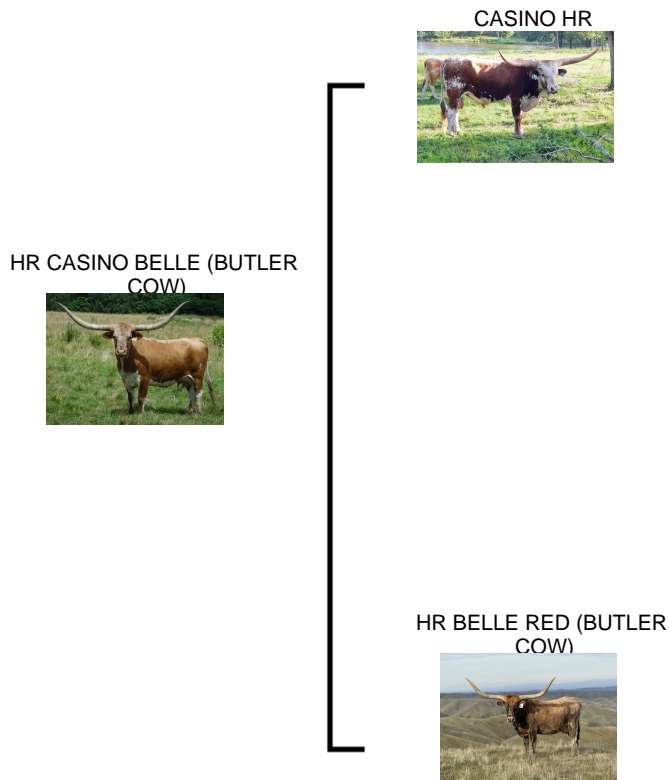 CASINO HR
HR CASINO BELLE (BUTLER
COW)
HR BELLE RED (BUTLER
COW)